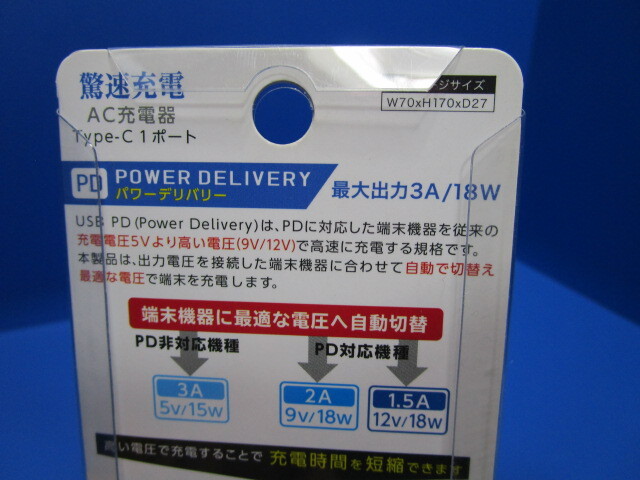 驚速充電
AC充電器
Type-C 1ポート
ジサイズ
W70xH170xD27
PD POWER DELIVERY
パワーデリバリー
最大出力3A/18W
USB PD(Power Delivery)は、PDに対応した端末機器を従来の
充電電圧5Vより高い電圧(9V/12V)で高速に充電する規格です。
本製品は、出力電圧を接続した端末機器に合わせて自動で切替え
最適な電圧で端末を充電します。
端末機器に最適な電圧へ自動切替
PD非対応機種
PD対応機種
3A
5V/15W
2A
9V/18W
1.5A
12V/18W
高い電圧で充電することで 充電時間を短縮できます